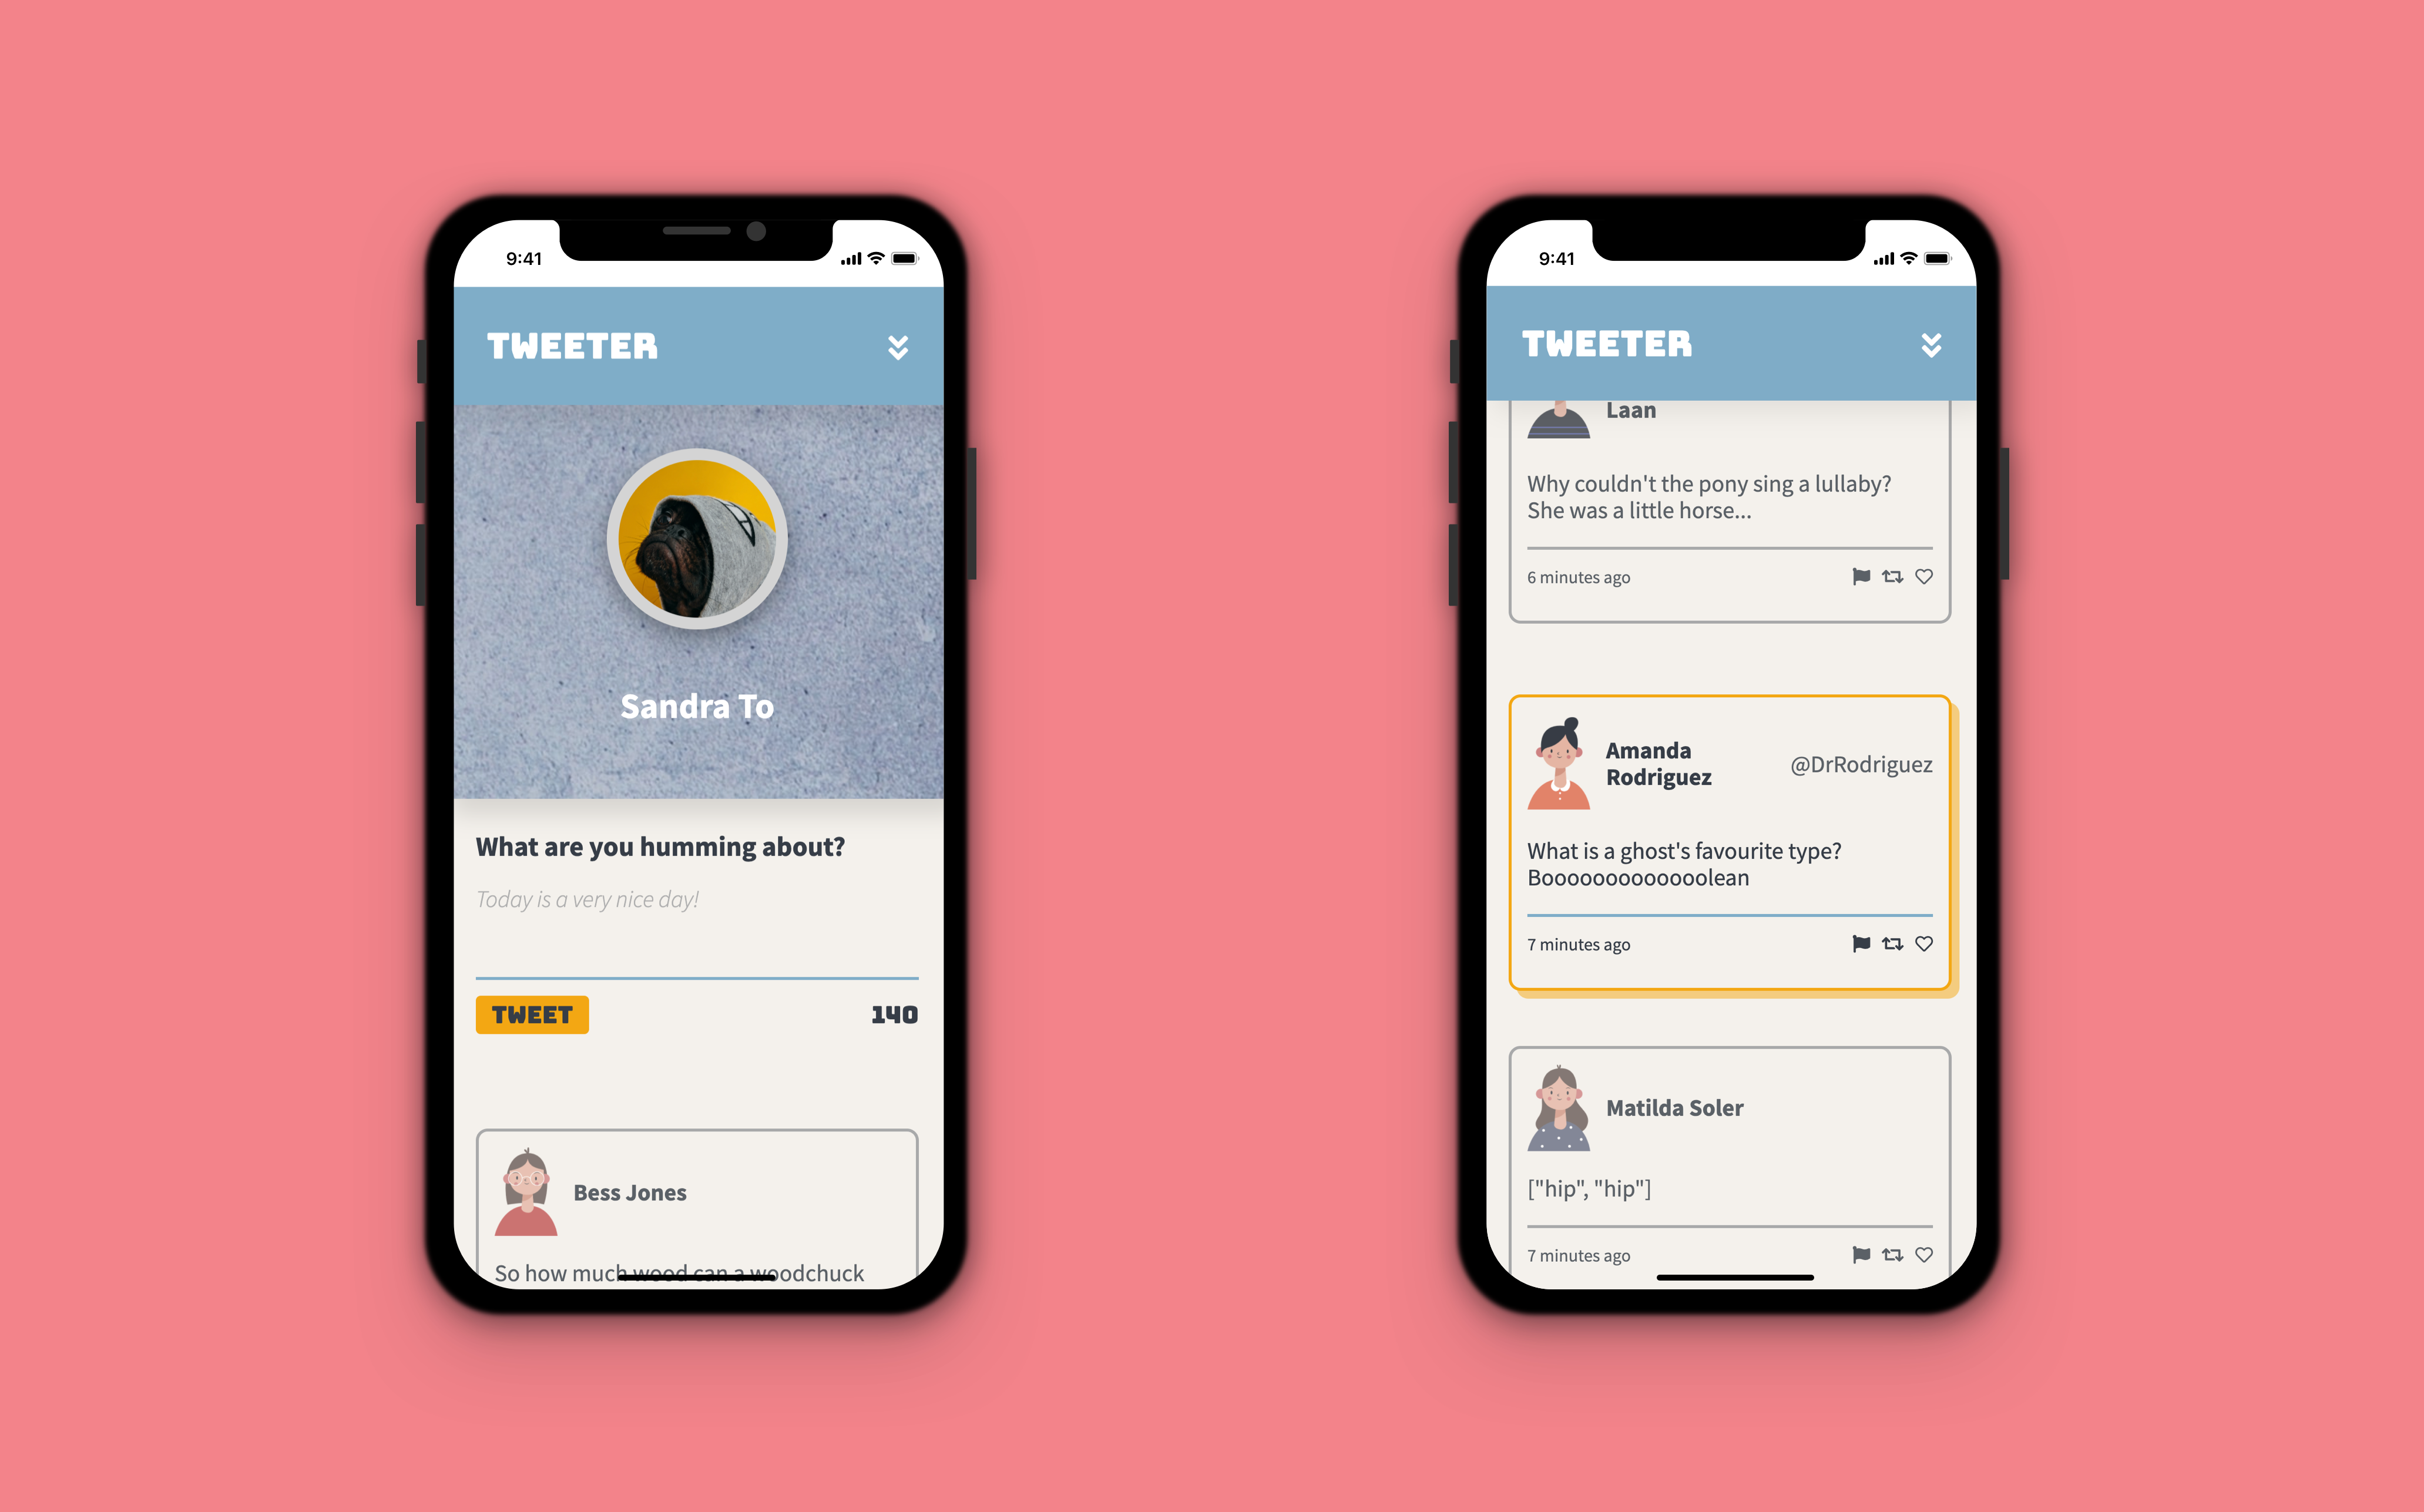 9:41
TWEETER
Sandra To
What are you humming about?
Today is a very nice day!
TWEET
140
Bess Jones
So how much wood can a woodchuck
9:41
TWEETER
Laan
Why couldn't the pony sing a lullaby?
She was a little horse...
6 minutes ago
Amanda
Rodriguez
@DrRodriguez
What is a ghost's favourite type?
Booooooooooooolean
7 minutes ago
Matilda Soler
["hip", "hip"]
7 minutes ago